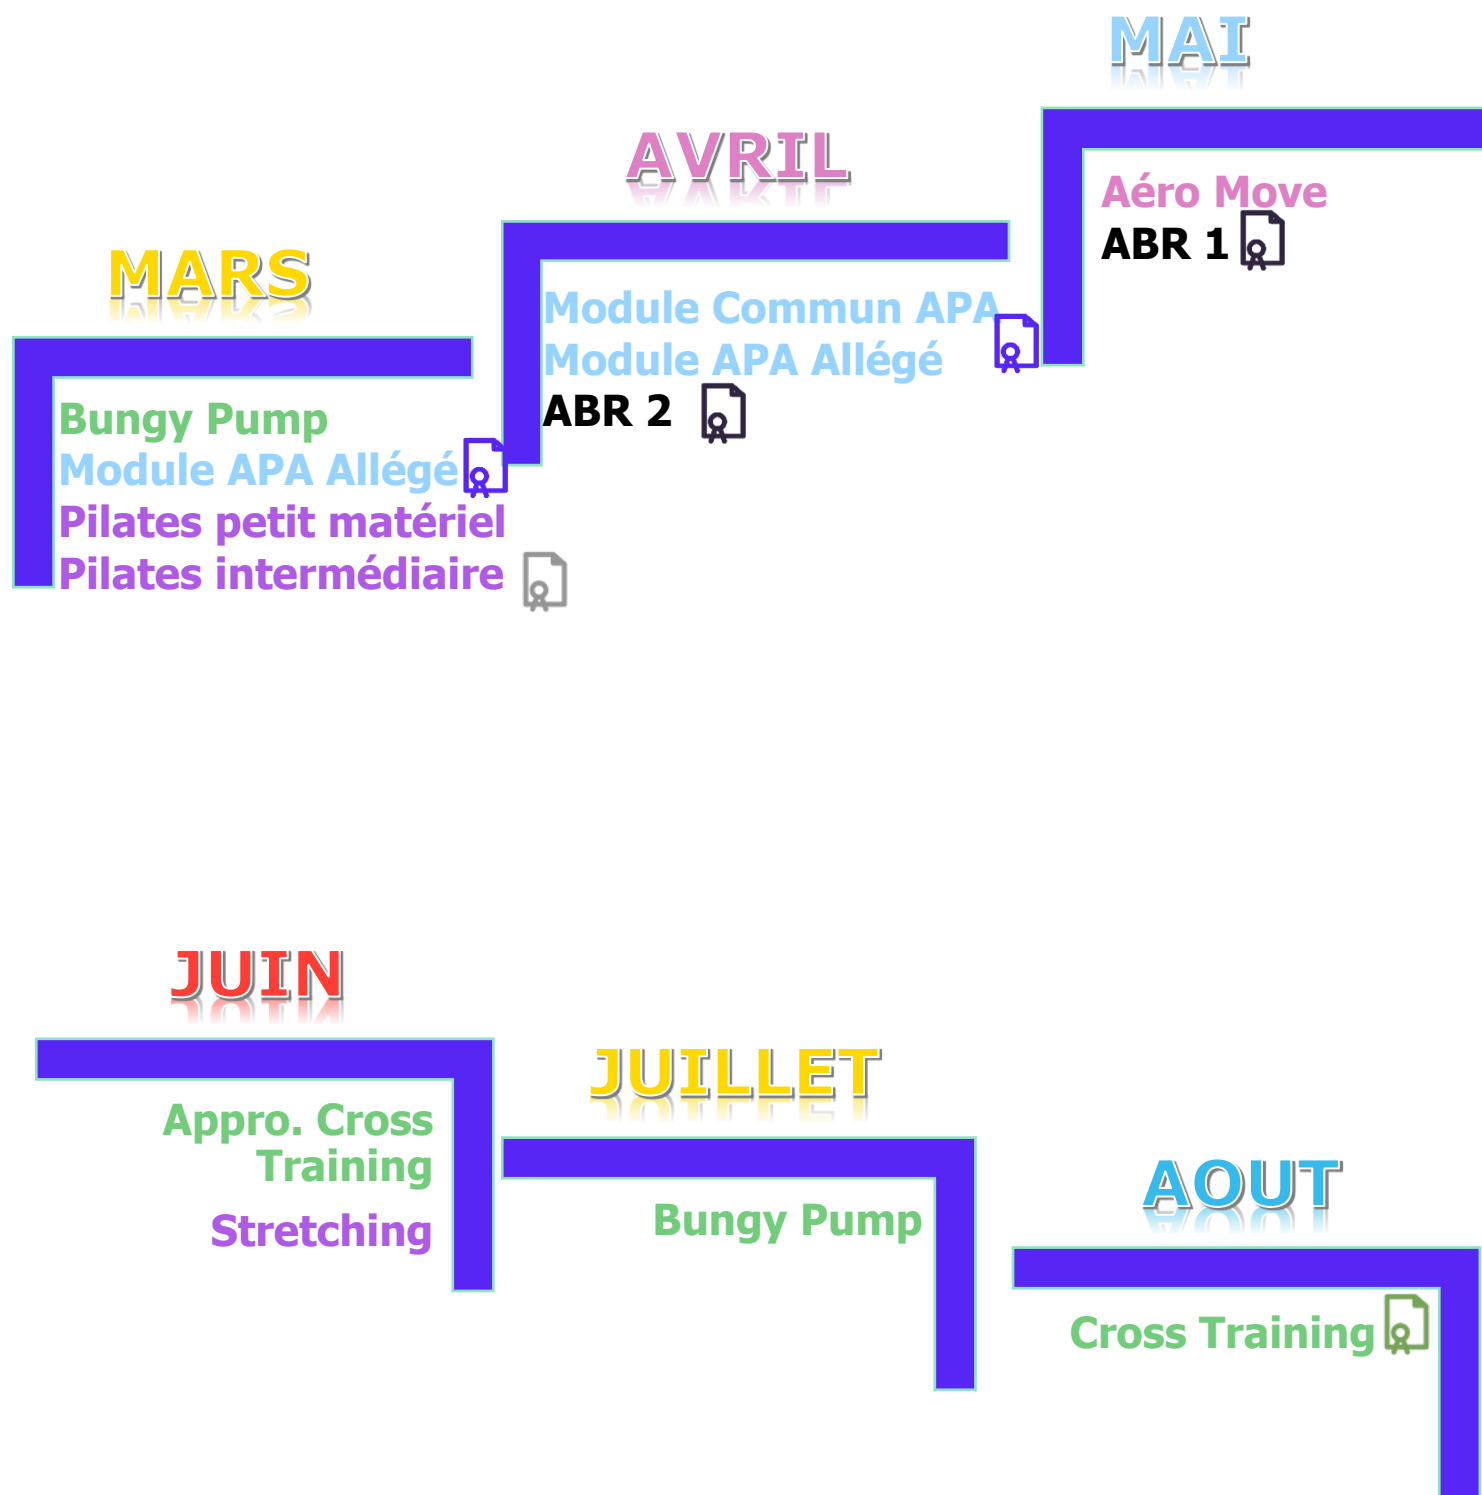 MARS
Bungy Pump
Module APA Allégé
Pilates petit matériel
Pilates intermédiaire
AVRIL
Module Commun APA
Module APA Allégé
ABR 2
MAI
Aéro Move
ABR 1
JUIN
Appro. Cross
Training
Stretching
JUILLET
Bungy Pump
AOUT
Cross Training